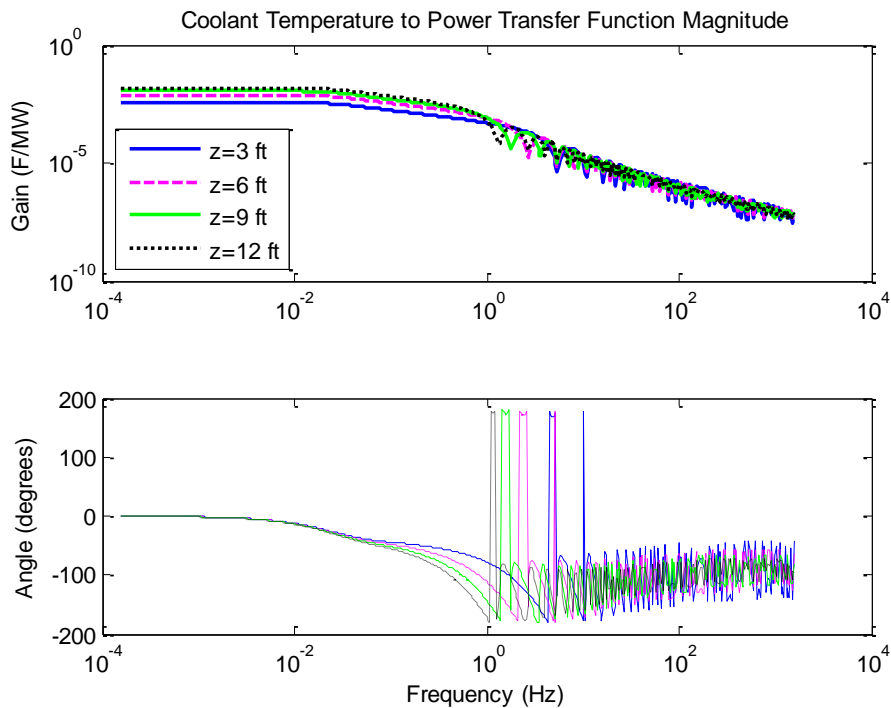 Coolant Temperature to Power Transfer Function Magnitude
10^0
10^-5
10^-10
Gain (F/MW)
z=3 ft
z=6 ft
z=9 ft
z=12 ft
10^-4
10^-2
10^0
10^2
10^4
200
100
0
-100
-200
Angle (degrees)
10^-4
10^-2
10^0
10^2
10^4
Frequency (Hz)